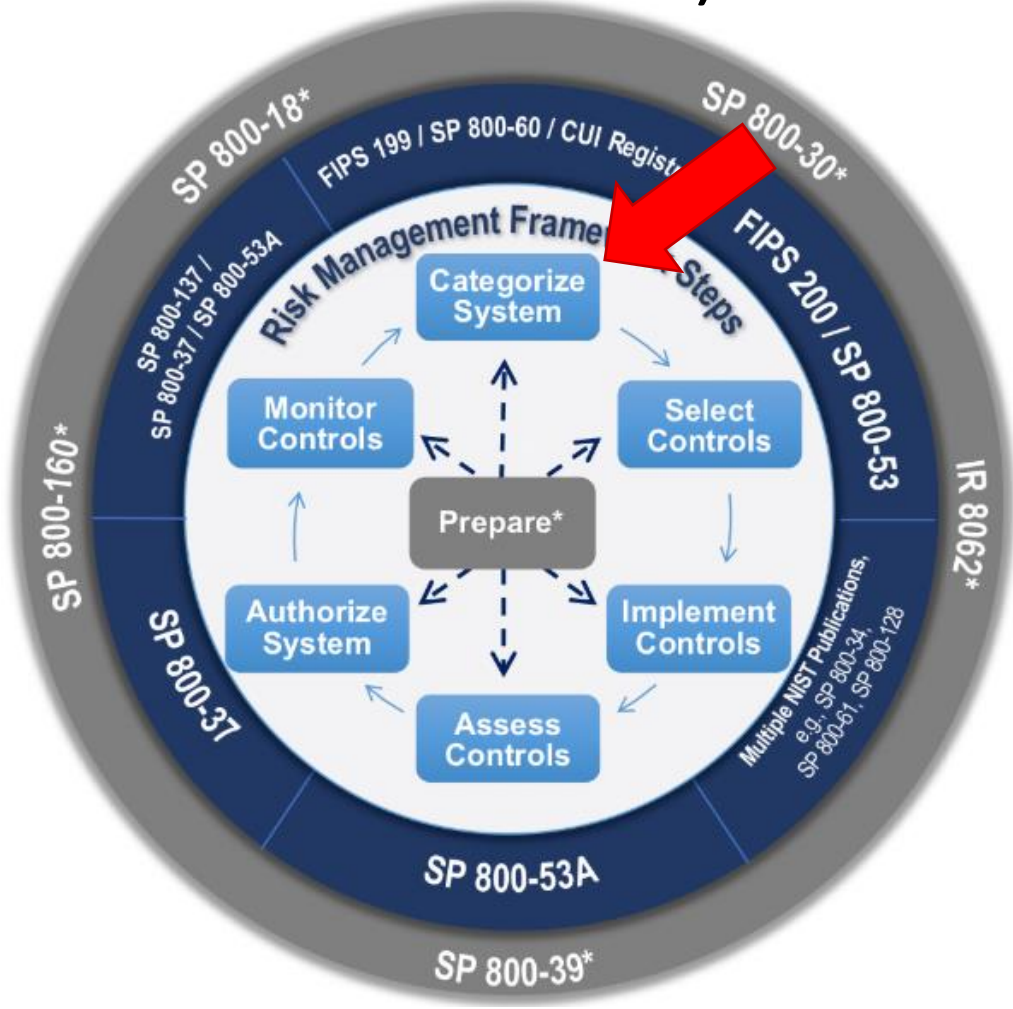 SP 800-18*
SP 800-30*
FIPS 199 / SP 800-60 / CUI
FIPS 200 / SP 800-53
SP 800-137 /
SP 800-37 / SP 800-53A
Risk Management
Steps
Categorize
System
Monitor
Controls
Select
Controls
Prepare*
Authorize
System
Implement
Controls
Assess
Controls
SP 800-160*
IR 8062*
SP 800-37
Multiple NIST Publications,
e.g., SP 800-34,
SP 800-61, SP 800-128
SP 800-53A
SP 800-39*